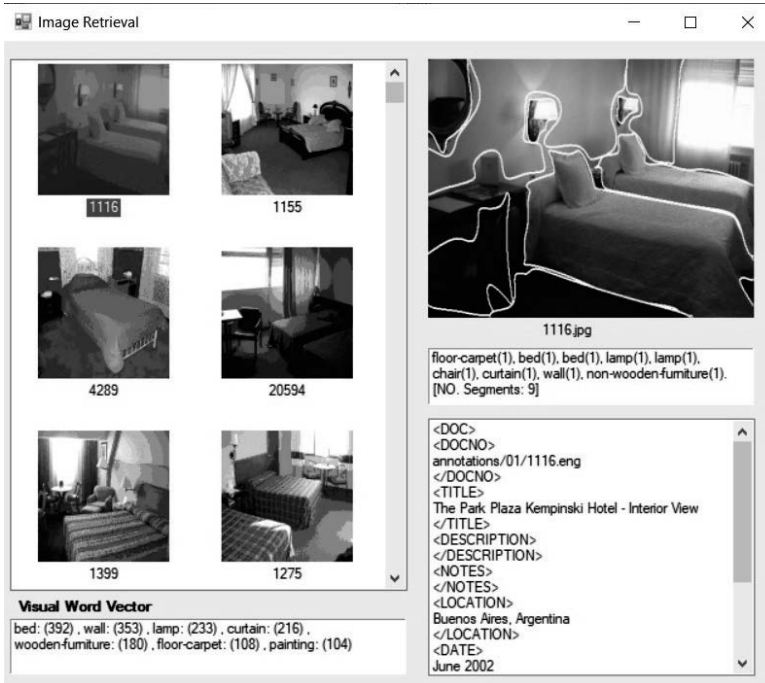 Image Retrieval
1116
1155
4289
20594
1399
1275
Visual Word Vector
bed: (392) , wall: (353) , lamp: (233) , curtain: (216) ,
wooden-furniture: (180) , floor-carpet: (108) , painting: (104)
1116.jpg
floor-carpet(1), bed(1), bed(1), lamp(1), lamp(1),
chair(1), curtain(1), wall(1), non-wooden-furniture(1).
[NO. Segments: 9]
<DOC>
<DOCNO>
annotations/01/1116.eng
</DOCNO>
<TITLE>
The Park Plaza Kempinski Hotel - Interior View
</TITLE>
<DESCRIPTION>
</DESCRIPTION>
<NOTES>
</NOTES>
<LOCATION>
Buenos Aires, Argentina
</LOCATION>
<DATE>
June 2002